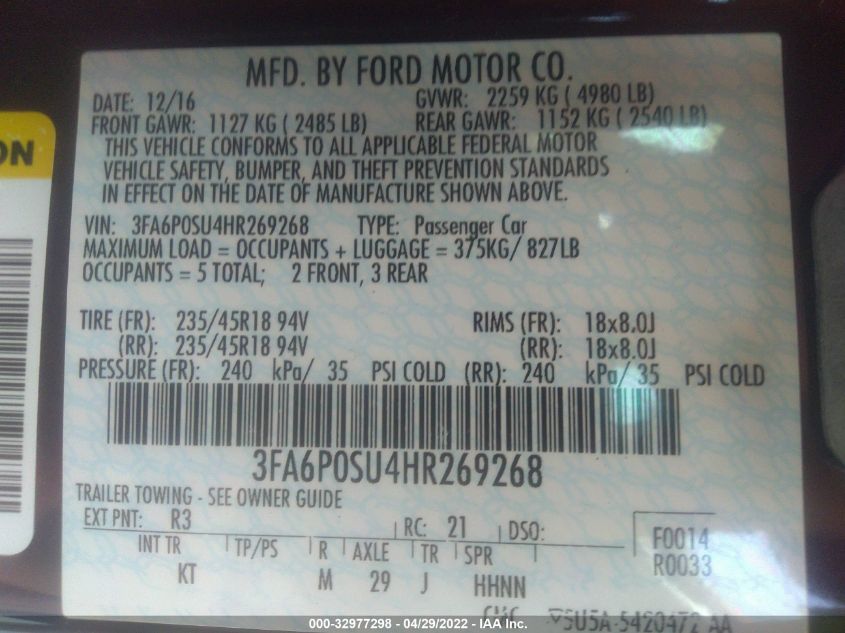 MFD. BY FORD MOTOR CO.
DATE: 12/16 GVWR: 2259 KG ( 4980 LB)
FRONT GAWR: 1127 KG ( 2485 LB) REAR GAWR: 1152 KG ( 2540 LB)
THIS VEHICLE CONFORMS TO ALL APPLICABLE FEDERAL MOTOR
VEHICLE SAFETY, BUMPER, AND THEFT PREVENTION STANDARDS
IN EFFECT ON THE DATE OF MANUFACTURE SHOWN ABOVE.
ON
VIN: 3FA6P0SU4HR269268 TYPE: Passenger Car
MAXIMUM LOAD = OCCUPANTS + LUGGAGE = 375KG/ 827LB
OCCUPANTS = 5 TOTAL; 2 FRONT, 3 REAR
TIRE (FR): 235/45R18 94V RIMS (FR): 18x8.0J
(RR): 235/45R18 94V (RR): 18x8.0J
PRESSURE (FR): 240 kPa/ 35 PSI COLD (RR): 240 kPa/ 35 PSI COLD
3FA6P0SU4HR269268
TRAILER TOWING - SEE OWNER GUIDE
EXT PNT: R3 RC: 21 DSO: F0014
INT TR TP/PS R AXLE TR SPR R0033
KT M 29 J HHNN
000-32977298 - 04/29/2022 - IAA Inc.